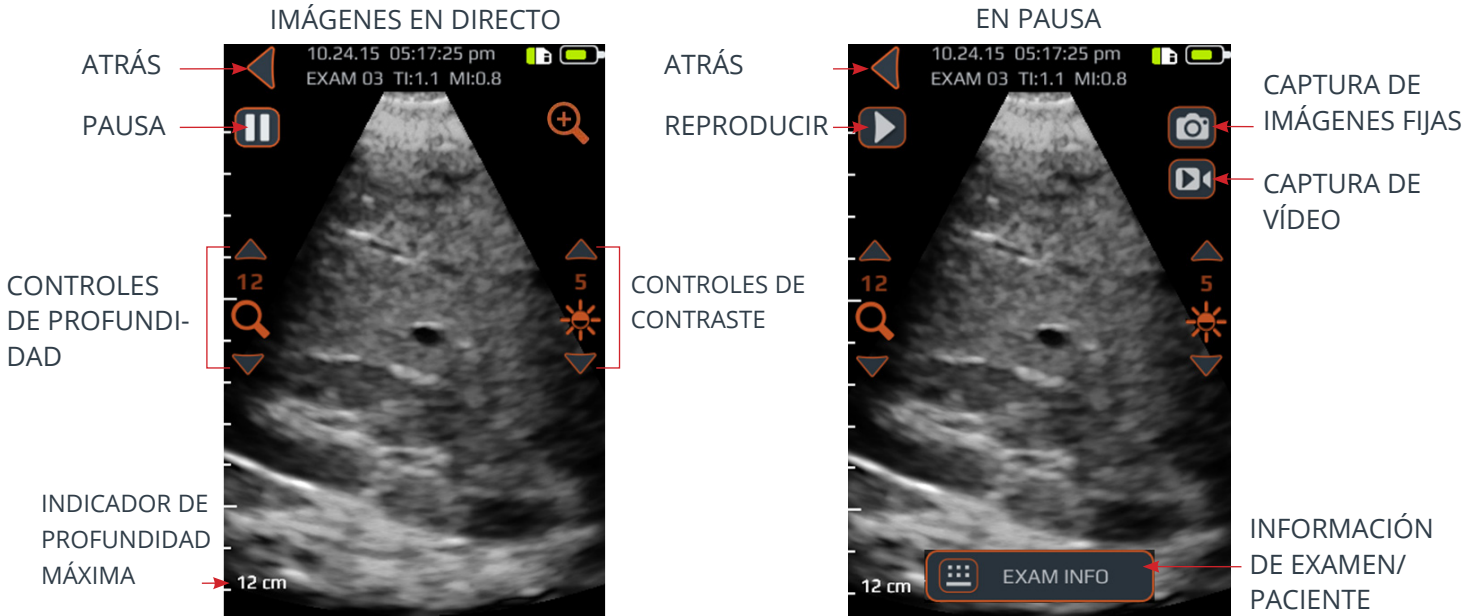 IMÁGENES EN DIRECTO
ATRÁS
10.24.15 05:17:25 pm
EXAM 03 TI:1.1 MI:0.8
PAUSA
CONTROLES
DE PROFUNDI-
DAD
12
5
CONTROLES DE
CONTRASTE
INDICADOR DE
PROFUNDIDAD
MÁXIMA
12 cm
EN PAUSA
ATRÁS
10.24.15 05:17:25 pm
EXAM 03 TI:1.1 MI:0.8
REPRODUCIR
CAPTURA DE
IMÁGENES FIJAS
CAPTURA DE
VÍDEO
12
5
12 cm
EXAM INFO
INFORMACIÓN
DE EXAMEN/
PACIENTE